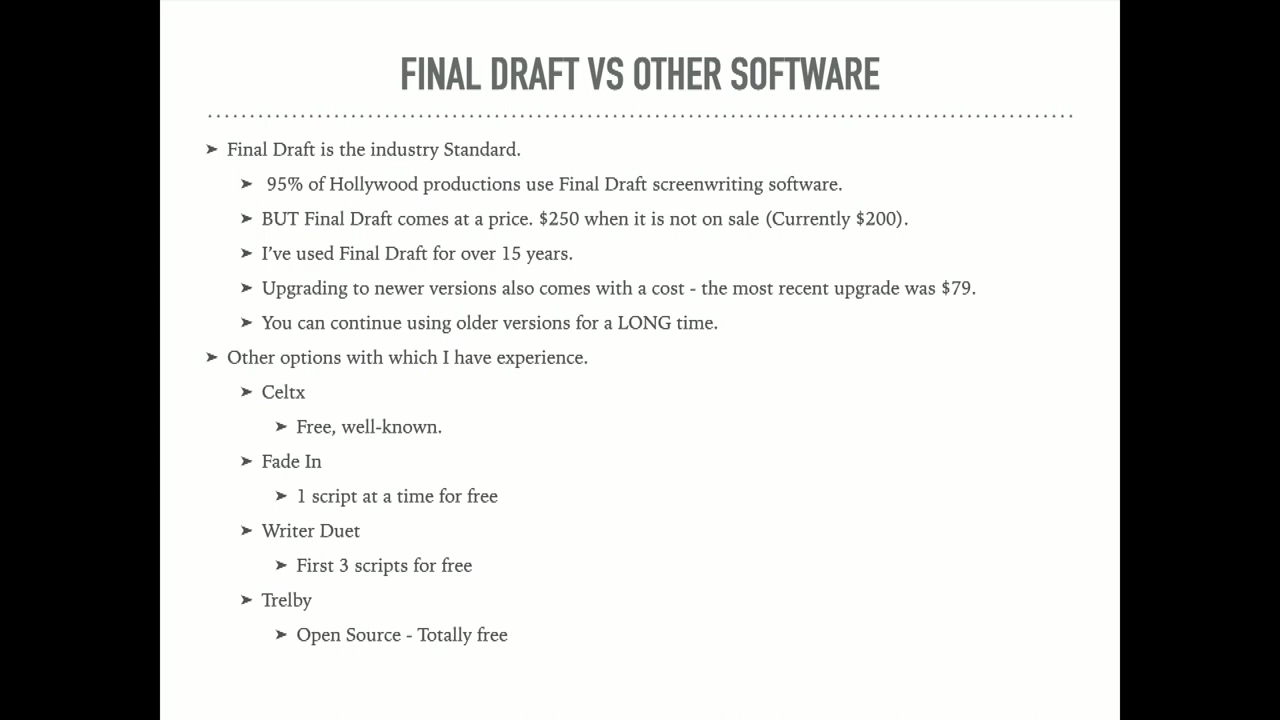 FINAL DRAFT VS OTHER SOFTWARE
➤ Final Draft is the industry Standard.
➤ 95% of Hollywood productions use Final Draft screenwriting software.
➤ BUT Final Draft comes at a price. $250 when it is not on sale (Currently $200).
➤ I’ve used Final Draft for over 15 years.
➤ Upgrading to newer versions also comes with a cost - the most recent upgrade was $79.
➤ You can continue using older versions for a LONG time.
➤ Other options with which I have experience.
➤ Celtx
➤ Free, well-known.
➤ Fade In
➤ 1 script at a time for free
➤ Writer Duet
➤ First 3 scripts for free
➤ Trelby
➤ Open Source - Totally free